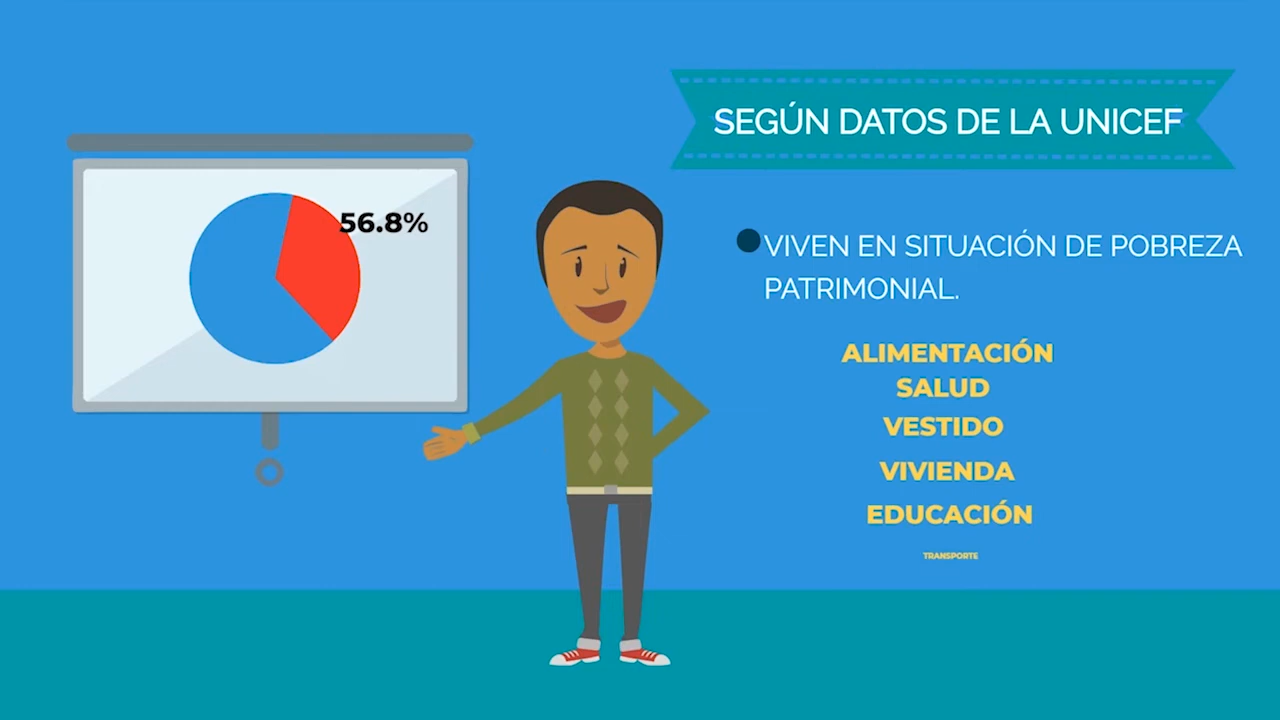 SEGÚN DATOS DE LA UNICEF
56.8%
VIVEN EN SITUACIÓN DE POBREZA
PATRIMONIAL.
ALIMENTACIÓN
SALUD
VESTIDO
VIVIENDA
EDUCACIÓN
TRANSPORTE